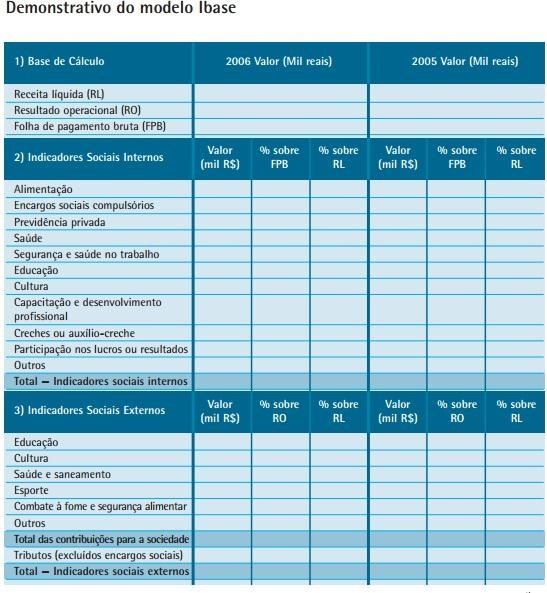 Demonstrativo do modelo Ibase
1) Base de Cálculo 2006 Valor (Mil reais) 2005 Valor (Mil reais)
Receita líquida (RL)
Resultado operacional (RO)
Folha de pagamento bruta (FPB)
2) Indicadores Sociais Internos Valor (mil R$) % sobre FPB % sobre RL Valor (mil R$) % sobre FPB % sobre RL
Alimentação
Encargos sociais compulsórios
Previdência privada
Saúde
Segurança e saúde no trabalho
Educação
Cultura
Capacitação e desenvolvimento
profissional
Creches ou auxílio-creche
Participação nos lucros ou resultados
Outros
Total – Indicadores sociais internos
3) Indicadores Sociais Externos Valor (mil R$) % sobre RO % sobre RL Valor (mil R$) % sobre RO % sobre RL
Educação
Cultura
Saúde e saneamento
Esporte
Combate à fome e segurança alimentar
Outros
Total das contribuições para a sociedade
Tributos (excluídos encargos sociais)
Total – Indicadores sociais externos